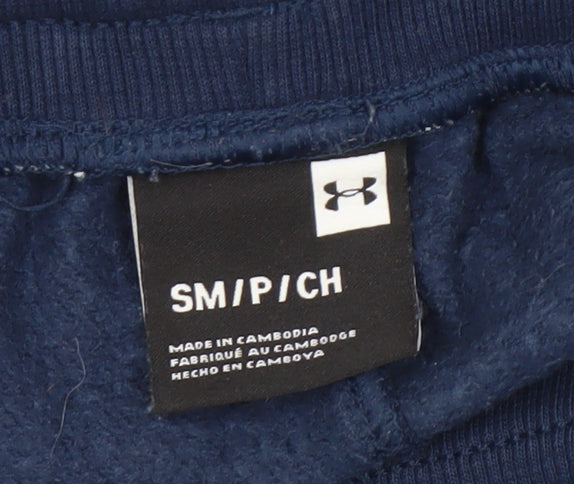 SM/P/CH
MADE IN CAMBODIA
FABRIQUÉ AU CAMBODGE
HECHO EN CAMBOYA